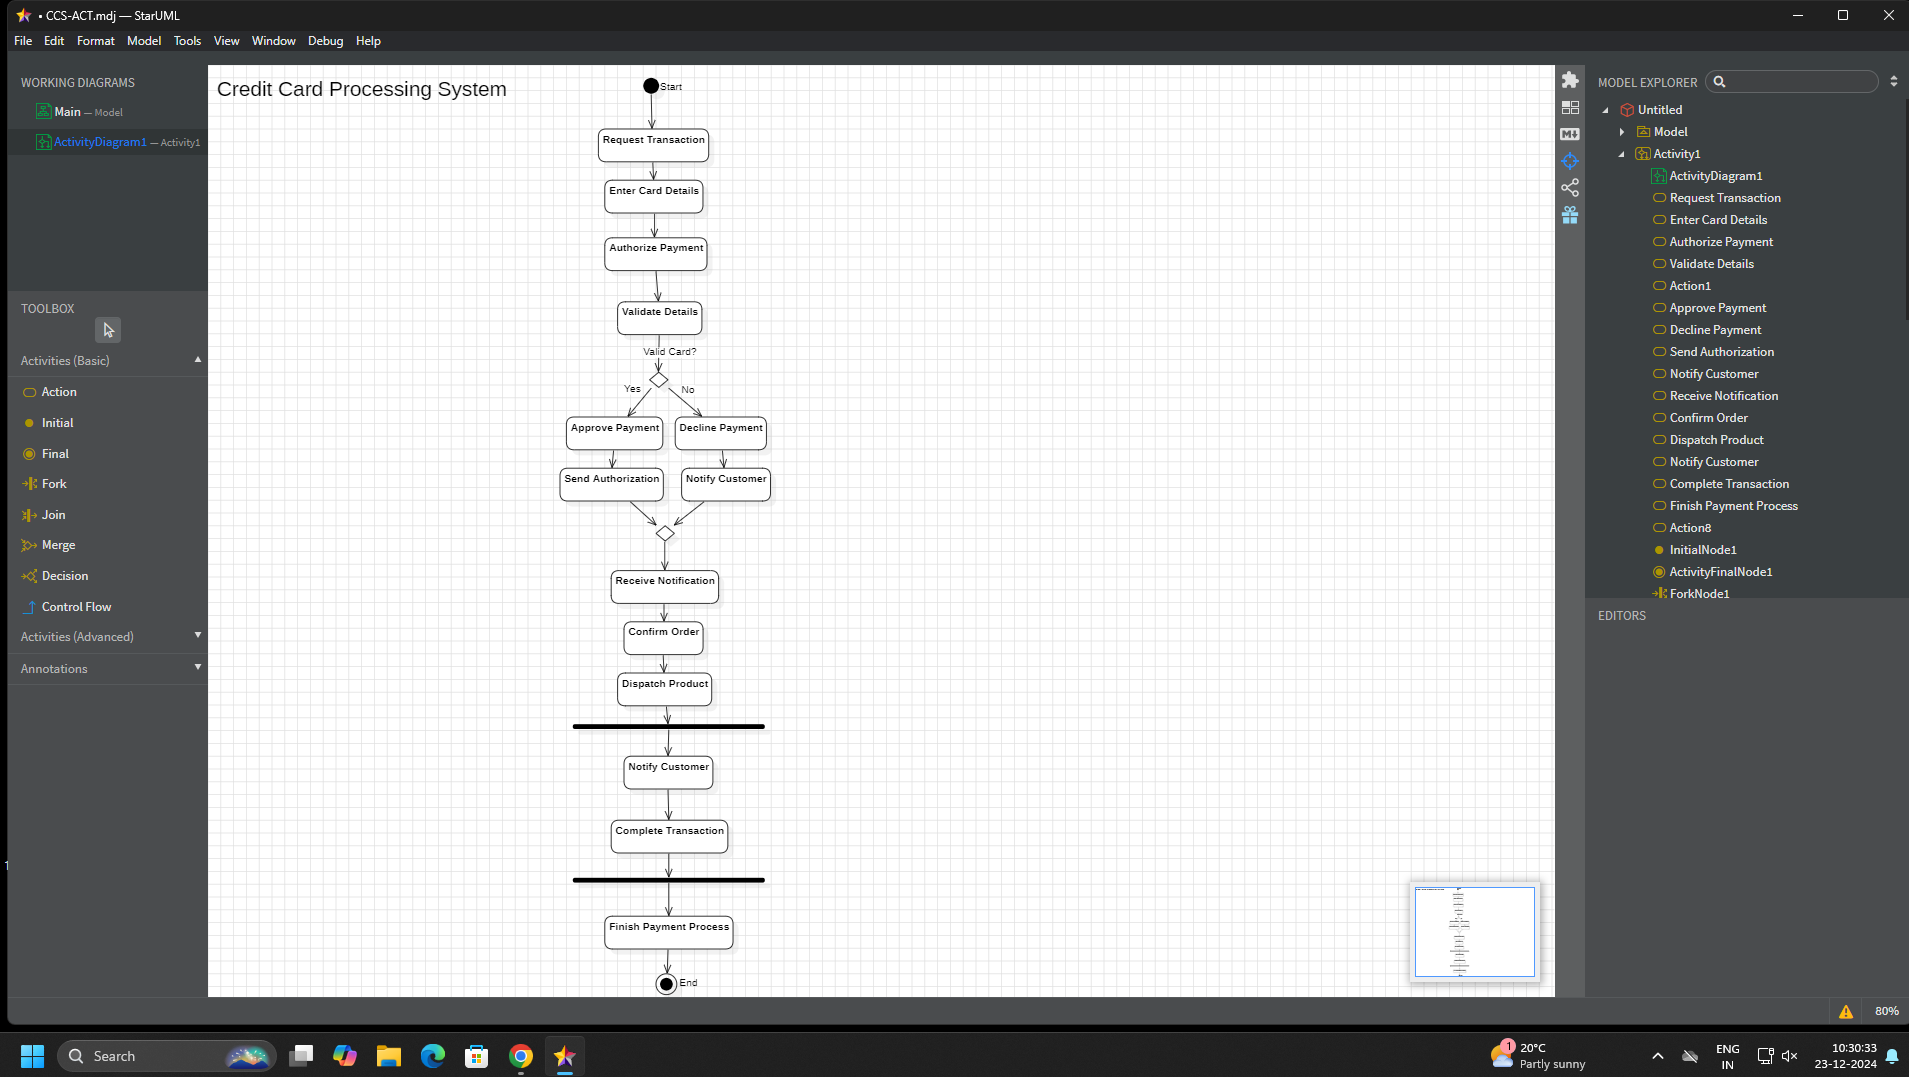 • CCS-ACT.mdj — StarUML
File Edit Format Model Tools View Window Debug Help
WORKING DIAGRAMS
Main — Model
ActivityDiagram1 — Activity1
TOOLBOX
Activities (Basic)
Action
Initial
Final
Fork
Join
Merge
Decision
Control Flow
Activities (Advanced)
Annotations
Credit Card Processing System
Start
Request Transaction
Enter Card Details
Authorize Payment
Validate Details
Valid Card?
Yes No
Approve Payment Decline Payment
Send Authorization Notify Customer
Receive Notification
Confirm Order
Dispatch Product
Notify Customer
Complete Transaction
Finish Payment Process
End
MODEL EXPLORER
Untitled
Model
Activity1
ActivityDiagram1
Request Transaction
Enter Card Details
Authorize Payment
Validate Details
Action1
Approve Payment
Decline Payment
Send Authorization
Notify Customer
Receive Notification
Confirm Order
Dispatch Product
Notify Customer
Complete Transaction
Finish Payment Process
Action8
InitialNode1
ActivityFinalNode1
ForkNode1
EDITORS
80%
Search
1
20°C
Partly sunny
ENG
IN
10:30:33
23-12-2024